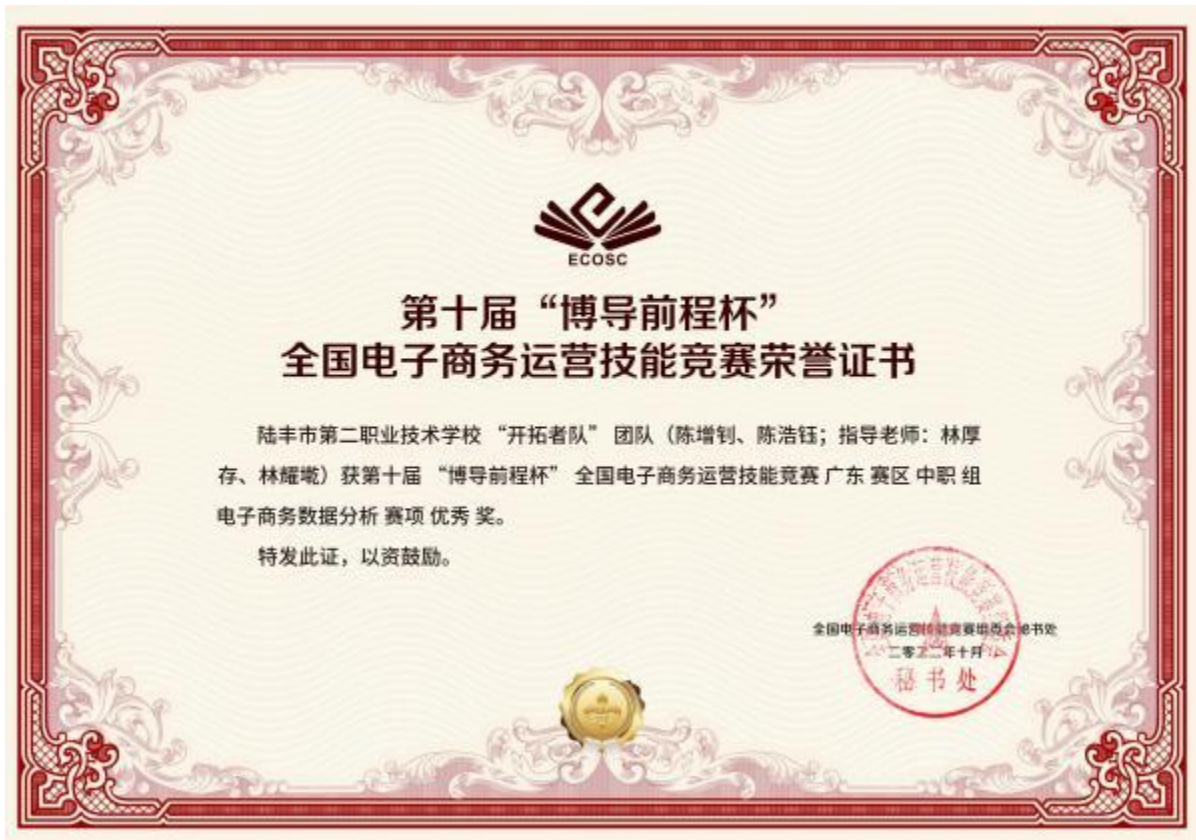 ECOSC
第十届“博导前程杯”
全国电子商务运营技能竞赛荣誉证书
陆丰市第二职业技术学校 “开拓者队” 团队（陈增钊、陈浩钰；指导老师：林厚
存、林耀墘）获第十届 “博导前程杯” 全国电子商务运营技能竞赛 广东 赛区 中职 组
电子商务数据分析 赛项 优秀 奖。
特发此证，以资鼓励。
全国电子商务运营技能竞赛组委会秘书处
二零二二年十月
秘书处